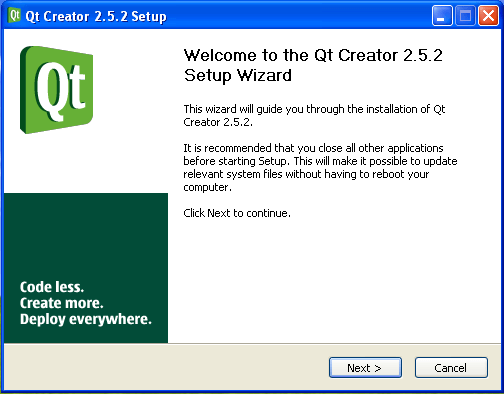 Qt Creator 2.5.2 Setup
Qt
Welcome to the Qt Creator 2.5.2
Setup Wizard
This wizard will guide you through the installation of Qt
Creator 2.5.2.
It is recommended that you close all other applications
before starting Setup. This will make it possible to update
relevant system files without having to reboot your
computer.
Click Next to continue.
Code less.
Create more.
Deploy everywhere.
Next >
Cancel